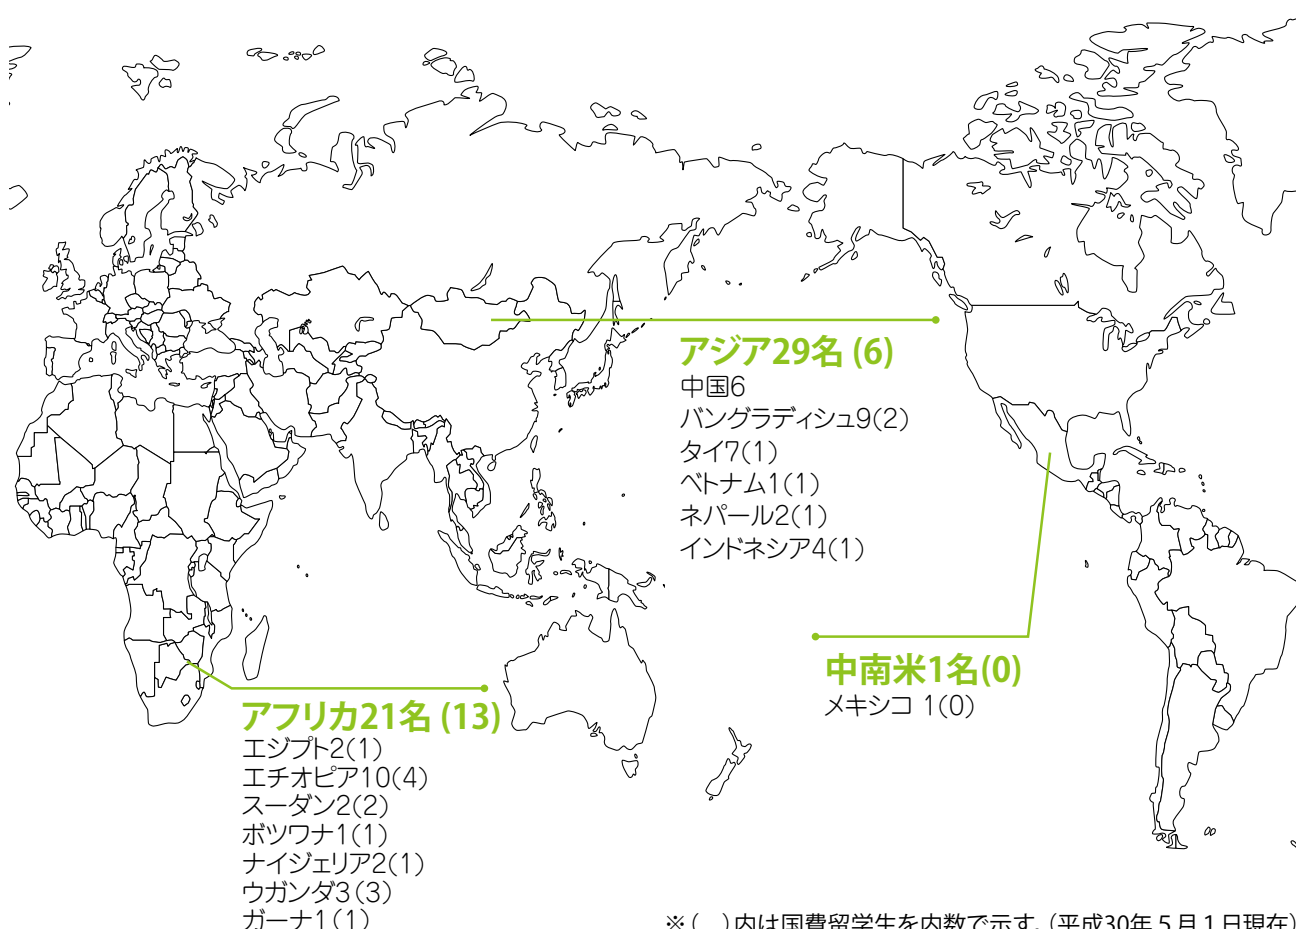 アジア29名 (6)
中国6
バングラディシュ9(2)
タイ7(1)
ベトナム1(1)
ネパール2(1)
インドネシア4(1)
中南米1名(0)
メキシコ 1(0)
アフリカ21名 (13)
エジプト2(1)
エチオピア10(4)
スーダン2(2)
ボツワナ1(1)
ナイジェリア2(1)
ウガンダ3(3)
ガーナ1(1)
※(　)内は国費留学生を内数で示す。(平成30年５月１日現在)